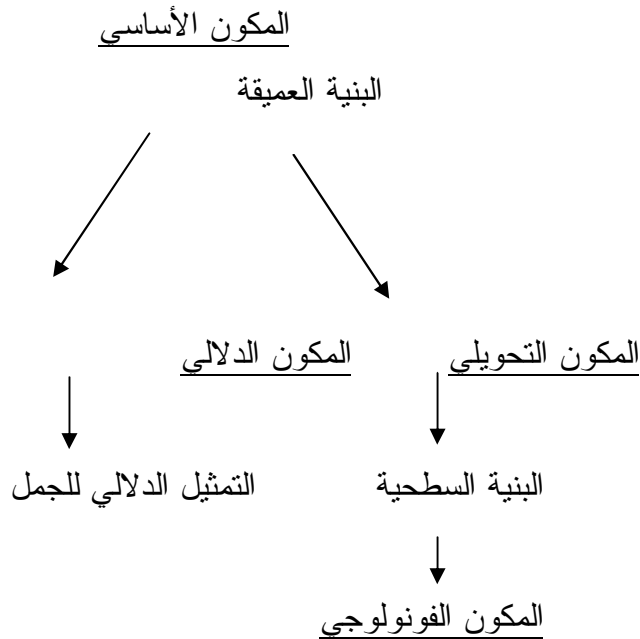 المكون الأساسي
البنية العميقة
المكون التحويلي المكون الدلالي
البنية السطحية التمثيل الدلالي للجمل
المكون الفونولوجي